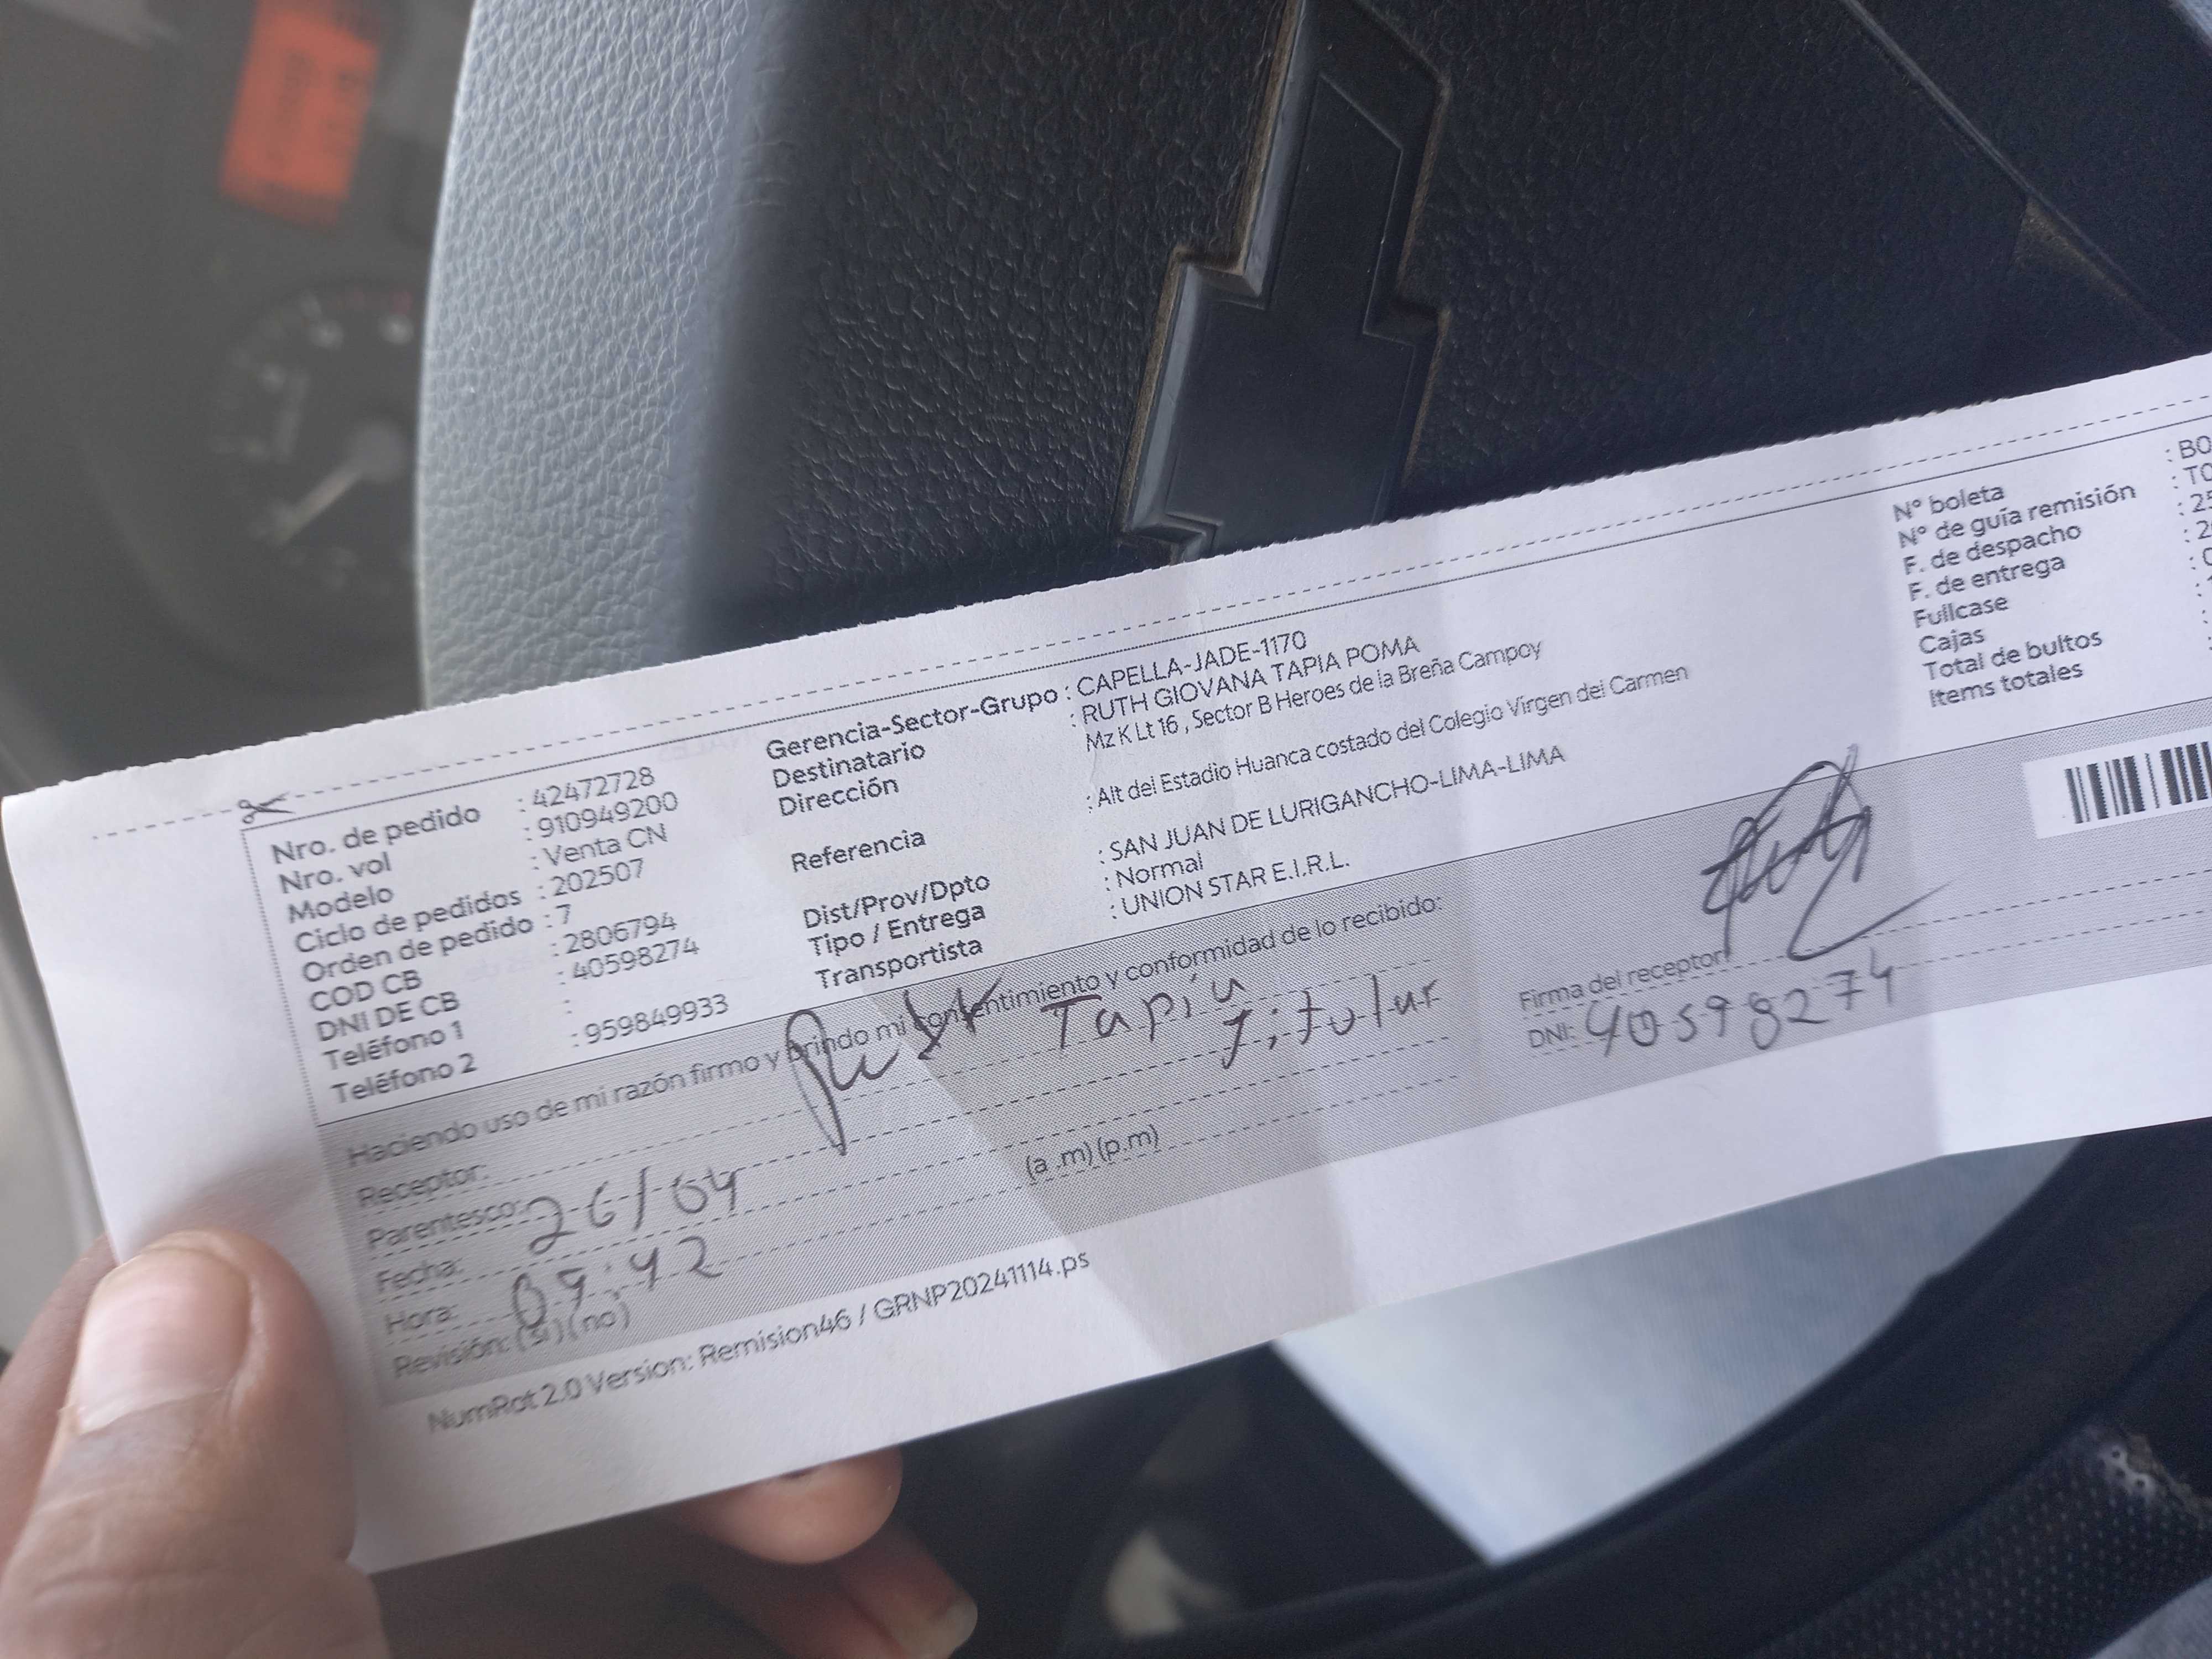 Nro. de pedido : 42472728
Nro. vol : 910949200
Modelo : Venta CN
Ciclo de pedidos : 202507
Orden de pedido : 7
COD CB : 2806794
DNI DE CB : 40598274
Teléfono 1 :
Teléfono 2 : 959849933
Gerencia-Sector-Grupo : CAPELLA-JADE-1170
Destinatario : RUTH GIOVANA TAPIA POMA
Dirección Mz K Lt 16 , Sector B Heroes de la Breña Campoy
Referencia : Alt del Estadio Huanca costado del Colegio Virgen del Carmen
Dist/Prov/Dpto : SAN JUAN DE LURIGANCHO-LIMA-LIMA
Tipo / Entrega : Normal
Transportista : UNION STAR E.I.R.L.
N° boleta : BO
N° de guía remisión : TO
F. de despacho : 25
F. de entrega : 2
Fullcase :
Cajas :
Total de bultos :
Items totales :
Haciendo uso de mi razón firmo y brindo mi consentimiento y conformidad de lo recibido:
Receptor: Tapia
Parentesco: Titular
Fecha: 26/04
Hora: 09:42 (a .m) (p.m)
Revisión: (si) (no)
Firma del receptor
DNI: 40598274
NumRot 2.0 Version: Remision46 / GRNP20241114.ps